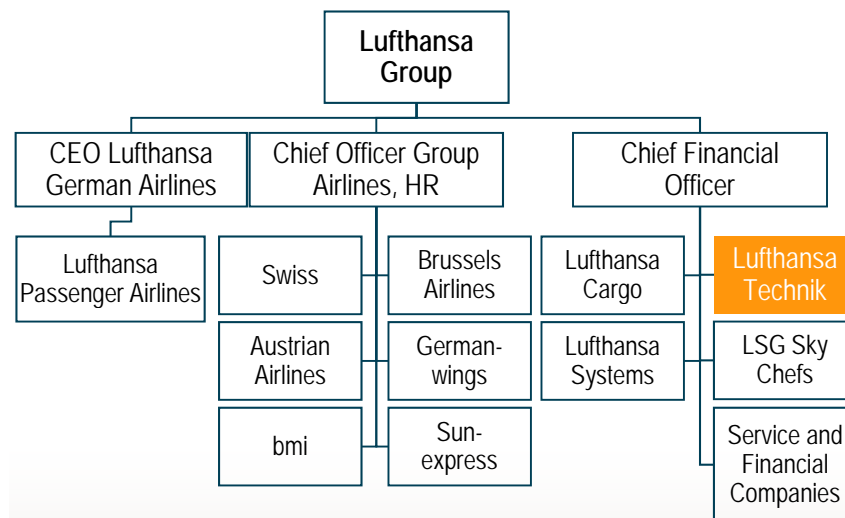 Lufthansa
Group
CEO Lufthansa
German Airlines
Chief Officer Group
Airlines, HR
Chief Financial
Officer
Lufthansa
Passenger Airlines
Swiss
Brussels
Airlines
Lufthansa
Cargo
Lufthansa
Technik
Austrian
Airlines
German-
wings
Lufthansa
Systems
LSG Sky
Chefs
bmi
Sun-
express
Service and
Financial
Companies